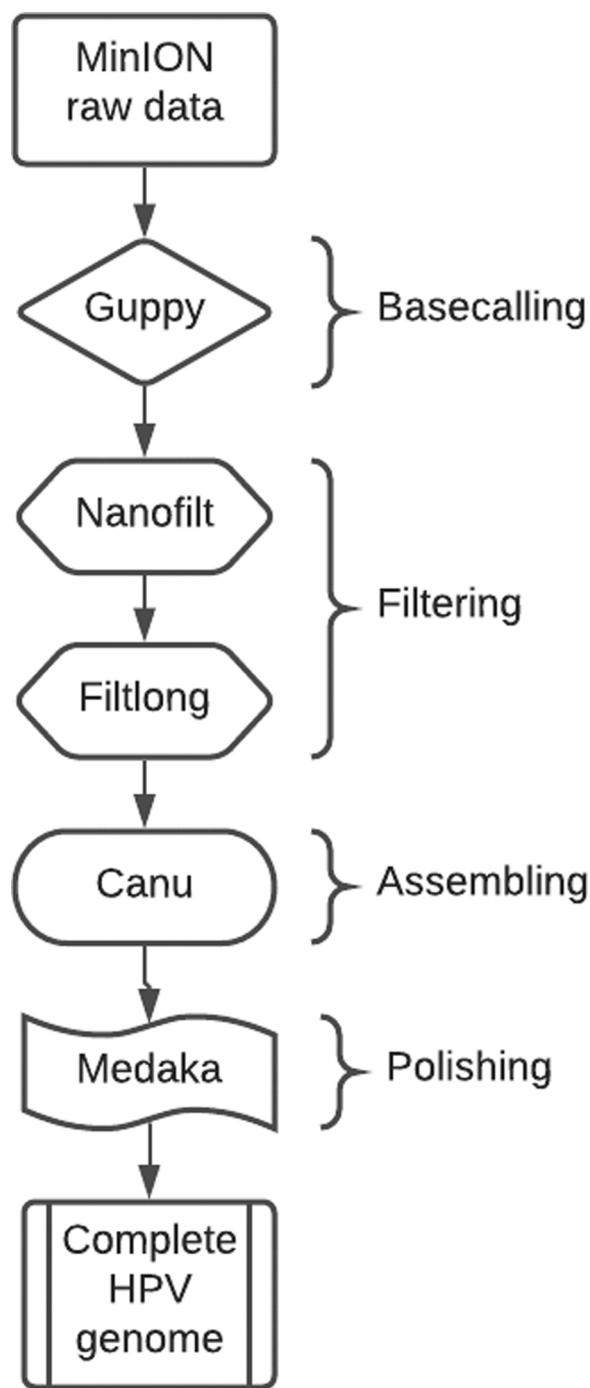 MinION
raw data
Guppy
Basecalling
Nanofilt
Filtering
Filtlong
Canu
Assembling
Medaka
Polishing
Complete
HPV
genome